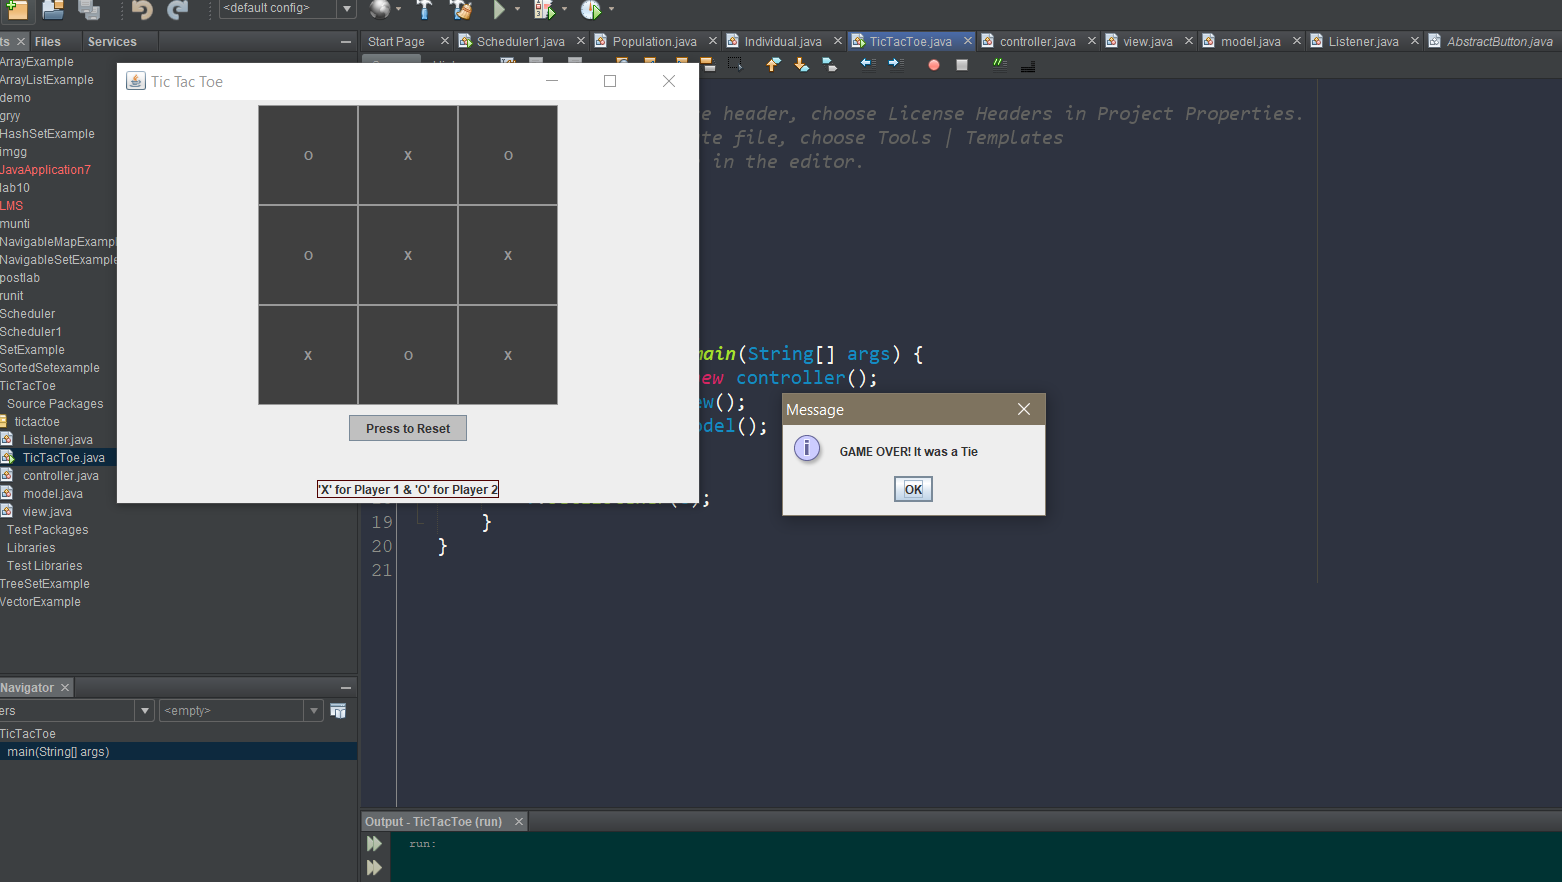 <default config>
ts Files Services
Start Page Scheduler1.java Population.java Individual.java TicTacToe.java controller.java view.java model.java Listener.java AbstractButton.java
ArrayExample
ArrayListExample
demo
gryy
HashSetExample
imgg
JavaApplication7
lab10
LMS
munti
NavigableMapExampl
NavigableSetExample
postlab
runit
Scheduler
Scheduler1
SetExample
SortedSetexample
TicTacToe
Source Packages
tictactoe
Listener.java
TicTacToe.java
controller.java
model.java
view.java
Test Packages
Libraries
Test Libraries
TreeSetExample
VectorExample
Tic Tac Toe
o x o
o x x
x o x
Press to Reset
'X' for Player 1 & 'O' for Player 2
e header, choose License Headers in Project Properties.
te file, choose Tools | Templates
in the editor.
main(String[] args) {
ew controller();
ew();
odel();
);
19 }
20 }
21
Message
GAME OVER! It was a Tie
OK
Navigator
ers <empty>
TicTacToe
main(String[] args)
Output - TicTacToe (run)
run: